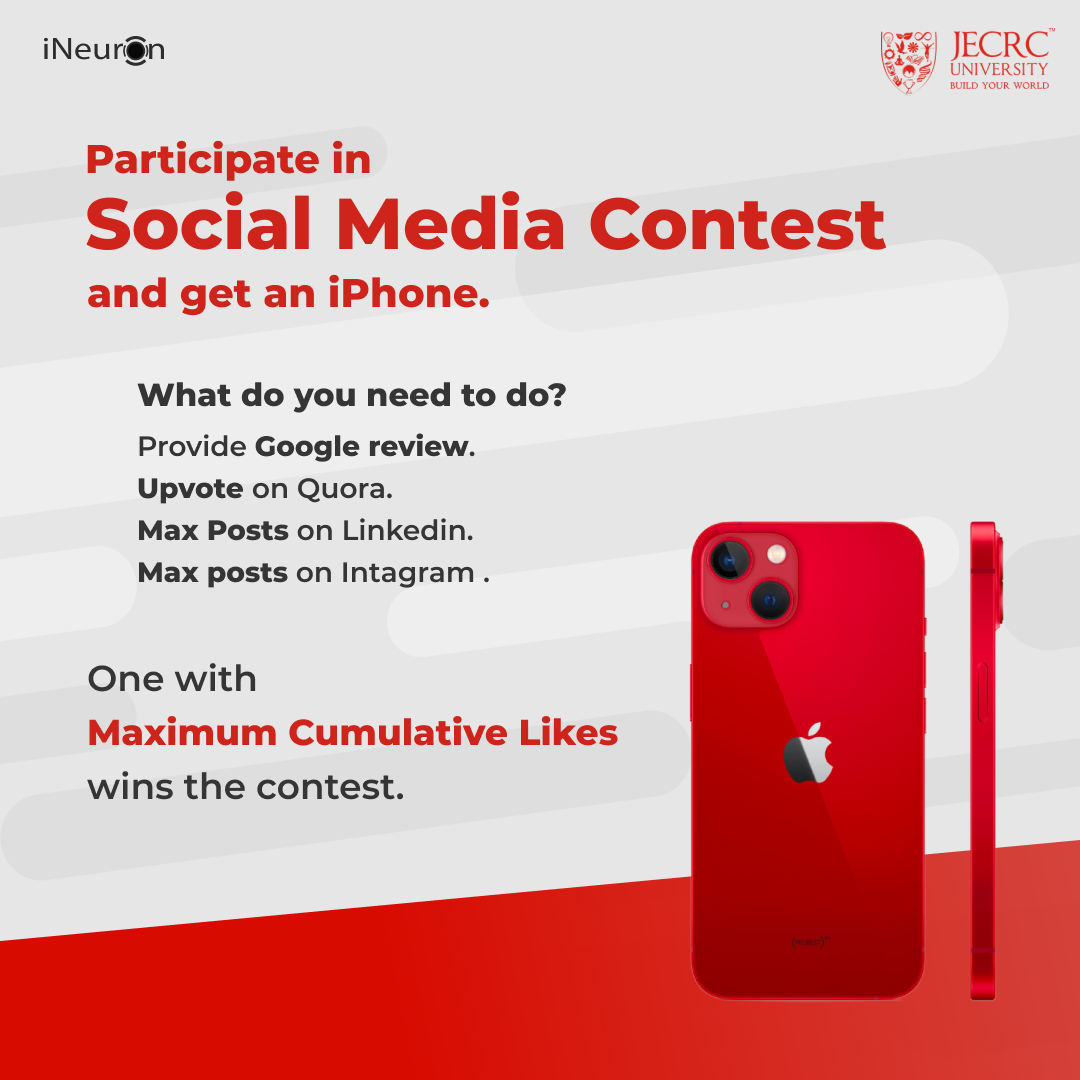 iNeuron
JECRC™
UNIVERSITY
BUILD YOUR WORLD
Participate in
Social Media Contest
and get an iPhone.
What do you need to do?
Provide Google review.
Upvote on Quora.
Max Posts on Linkedin.
Max posts on Intagram .
One with
Maximum Cumulative Likes
wins the contest.